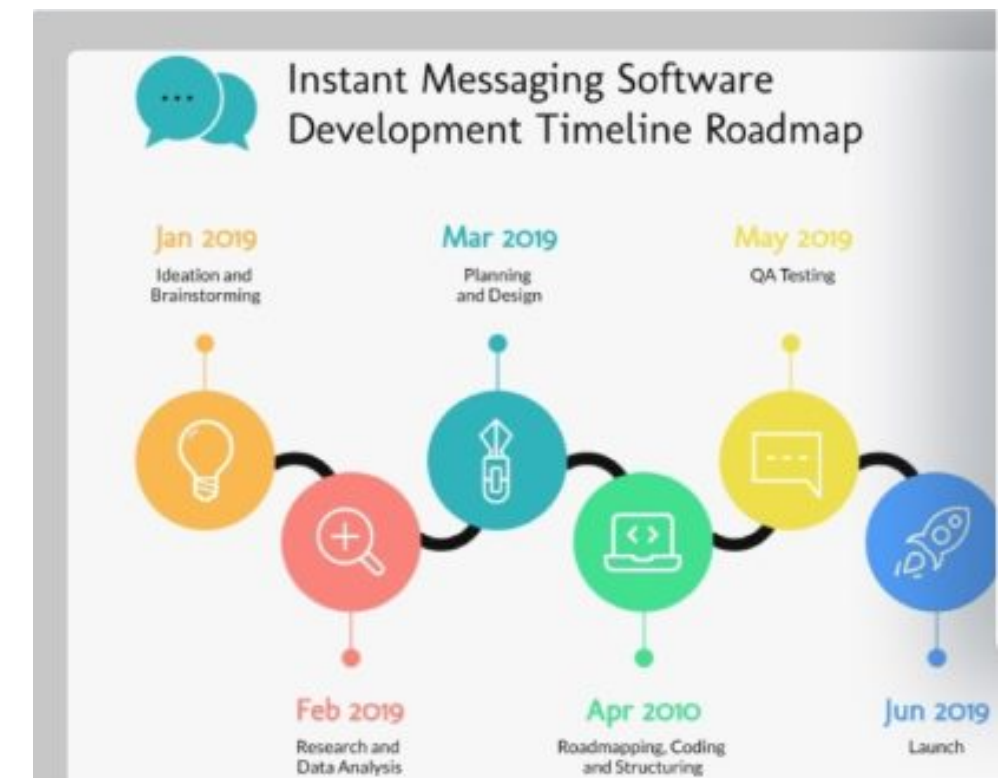 Instant Messaging Software
Development Timeline Roadmap
Jan 2019
Ideation and
Brainstorming
Mar 2019
Planning
and Design
May 2019
QA Testing
Feb 2019
Research and
Data Analysis
Apr 2010
Roadmapping, Coding
and Structuring
Jun 2019
Launch